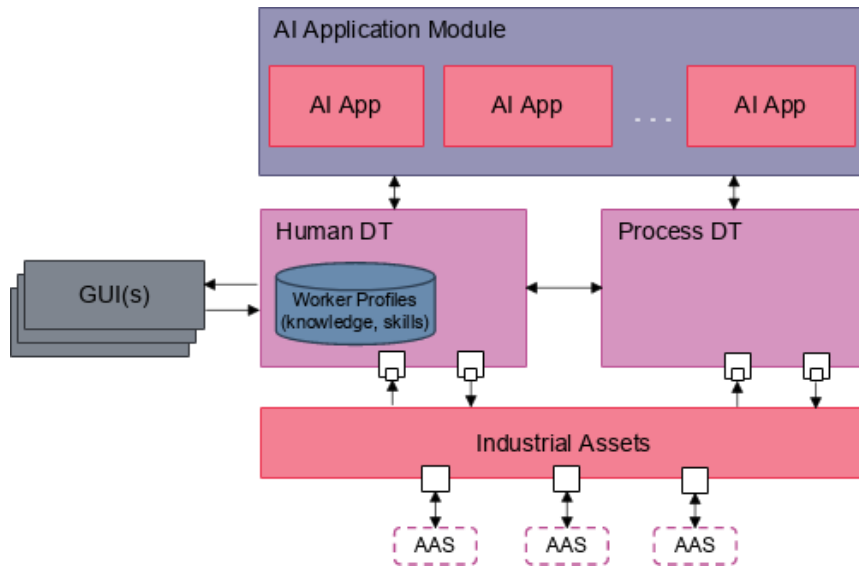 AI Application Module
AI App
AI App
. . .
AI App
Human DT
Process DT
GUI(s)
Worker Profiles
(knowledge, skills)
Industrial Assets
AAS
AAS
AAS